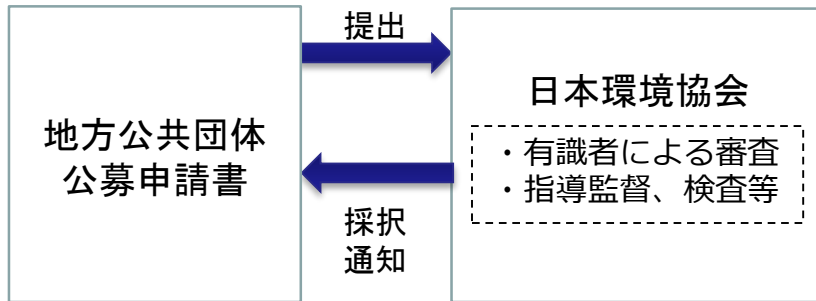 提出
地方公共団体
公募申請書
日本環境協会
・有識者による審査
・指導監督、検査等
採択
通知